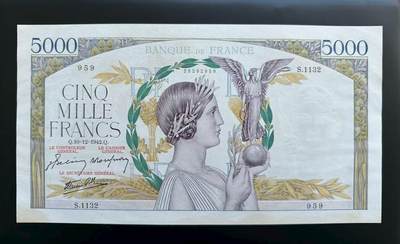 5000 BANQUE DE FRANCE 5000
959 28292959 S.1132
CINQ
MILLE
FRANCS
Q.10-12-1942.Q.
LE CONTROLEUR GÉNÉRAL, LE CAISSIER GÉNÉRAL,
LE SECRÉTAIRE GÉNÉRAL
S.1132 959